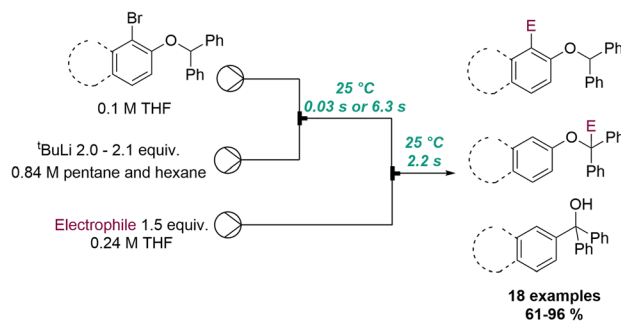 Br
O
Ph
Ph
0.1 M THF
25 °C
0.03 s or 6.3 s
ᵗBuLi 2.0 - 2.1 equiv.
0.84 M pentane and hexane
25 °C
2.2 s
Electrophile 1.5 equiv.
0.24 M THF
E
O
Ph
Ph
E
O
Ph
Ph
OH
Ph
Ph
18 examples
61-96 %